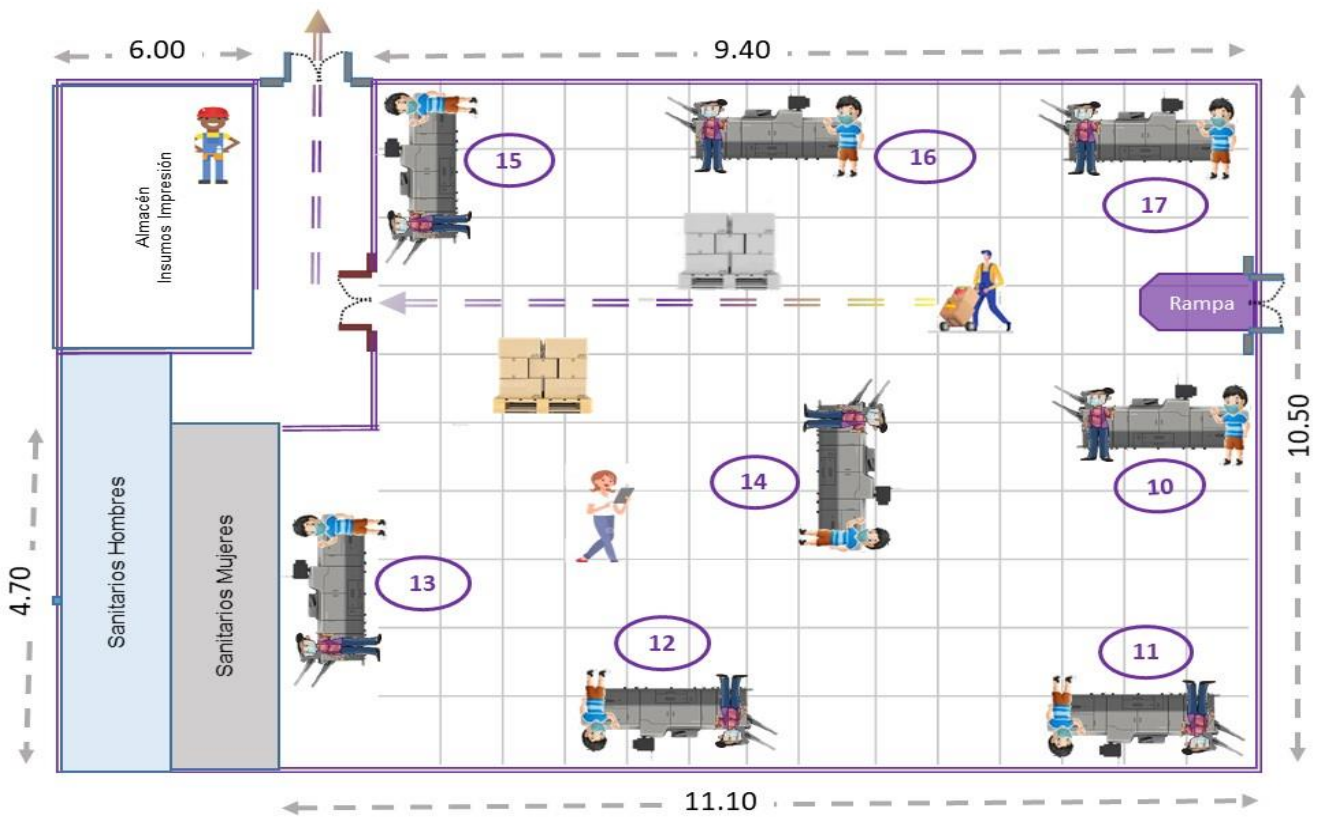 6.00
9.40
Almacén
Insumos Impresión
15
16
17
Rampa
10.50
14
10
4.70
Sanitarios Hombres
Sanitarios Mujeres
13
12
11
11.10